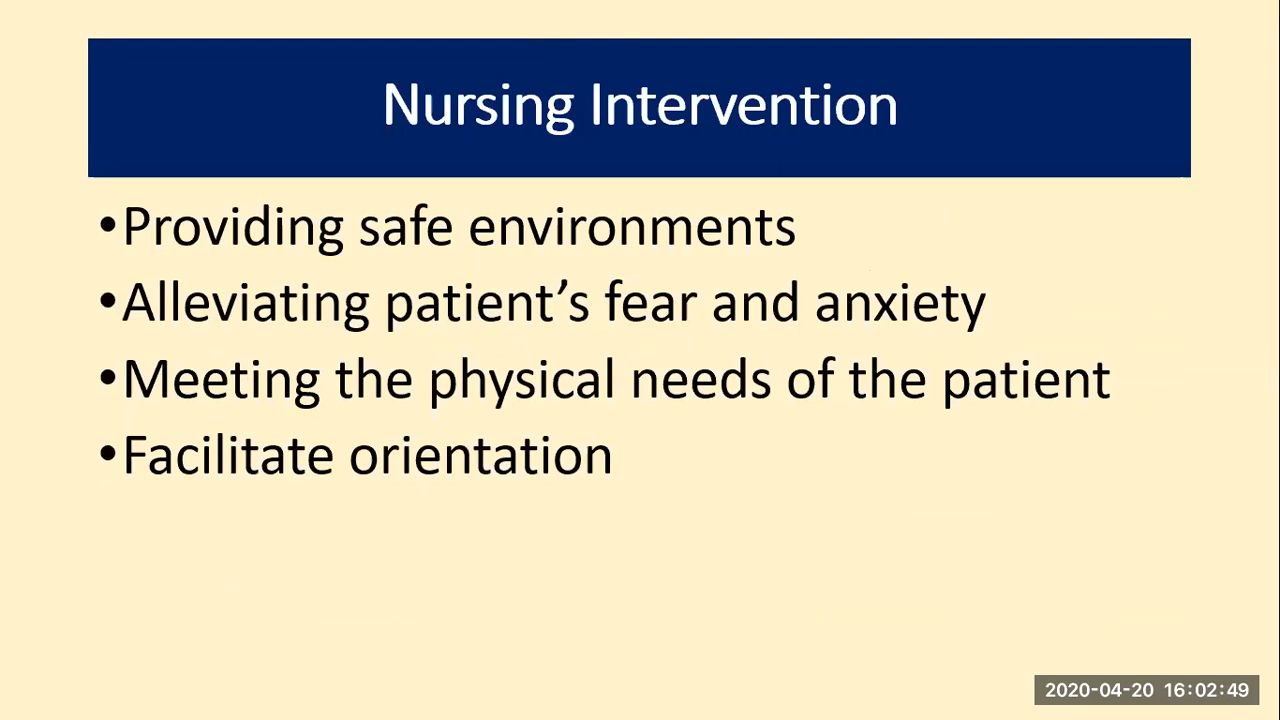 Nursing Intervention
•Providing safe environments
•Alleviating patient’s fear and anxiety
•Meeting the physical needs of the patient
•Facilitate orientation
2020-04-20 16:02:49